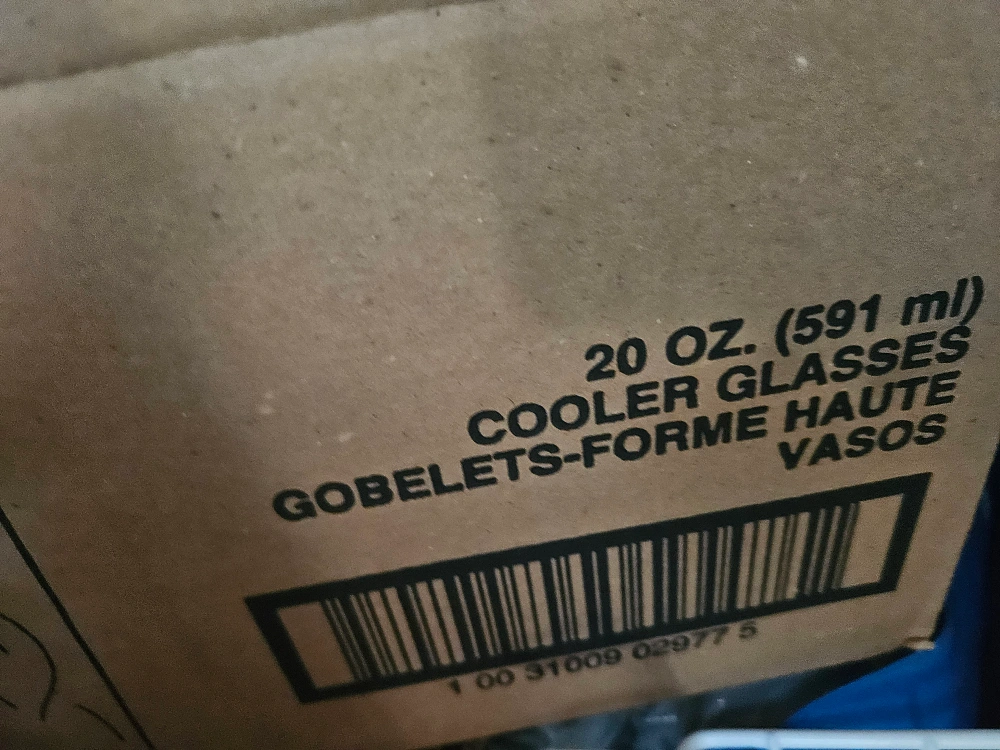 20 OZ. (591 ml)
COOLER GLASSES
GOBELETS-FORME HAUTE
VASOS
1 00 31009 02977 5